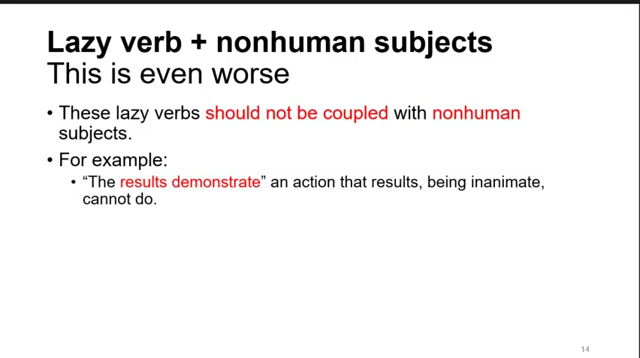 Lazy verb + nonhuman subjects
This is even worse
• These lazy verbs should not be coupled with nonhuman
subjects.
• For example:
• “The results demonstrate” an action that results, being inanimate,
cannot do.
14